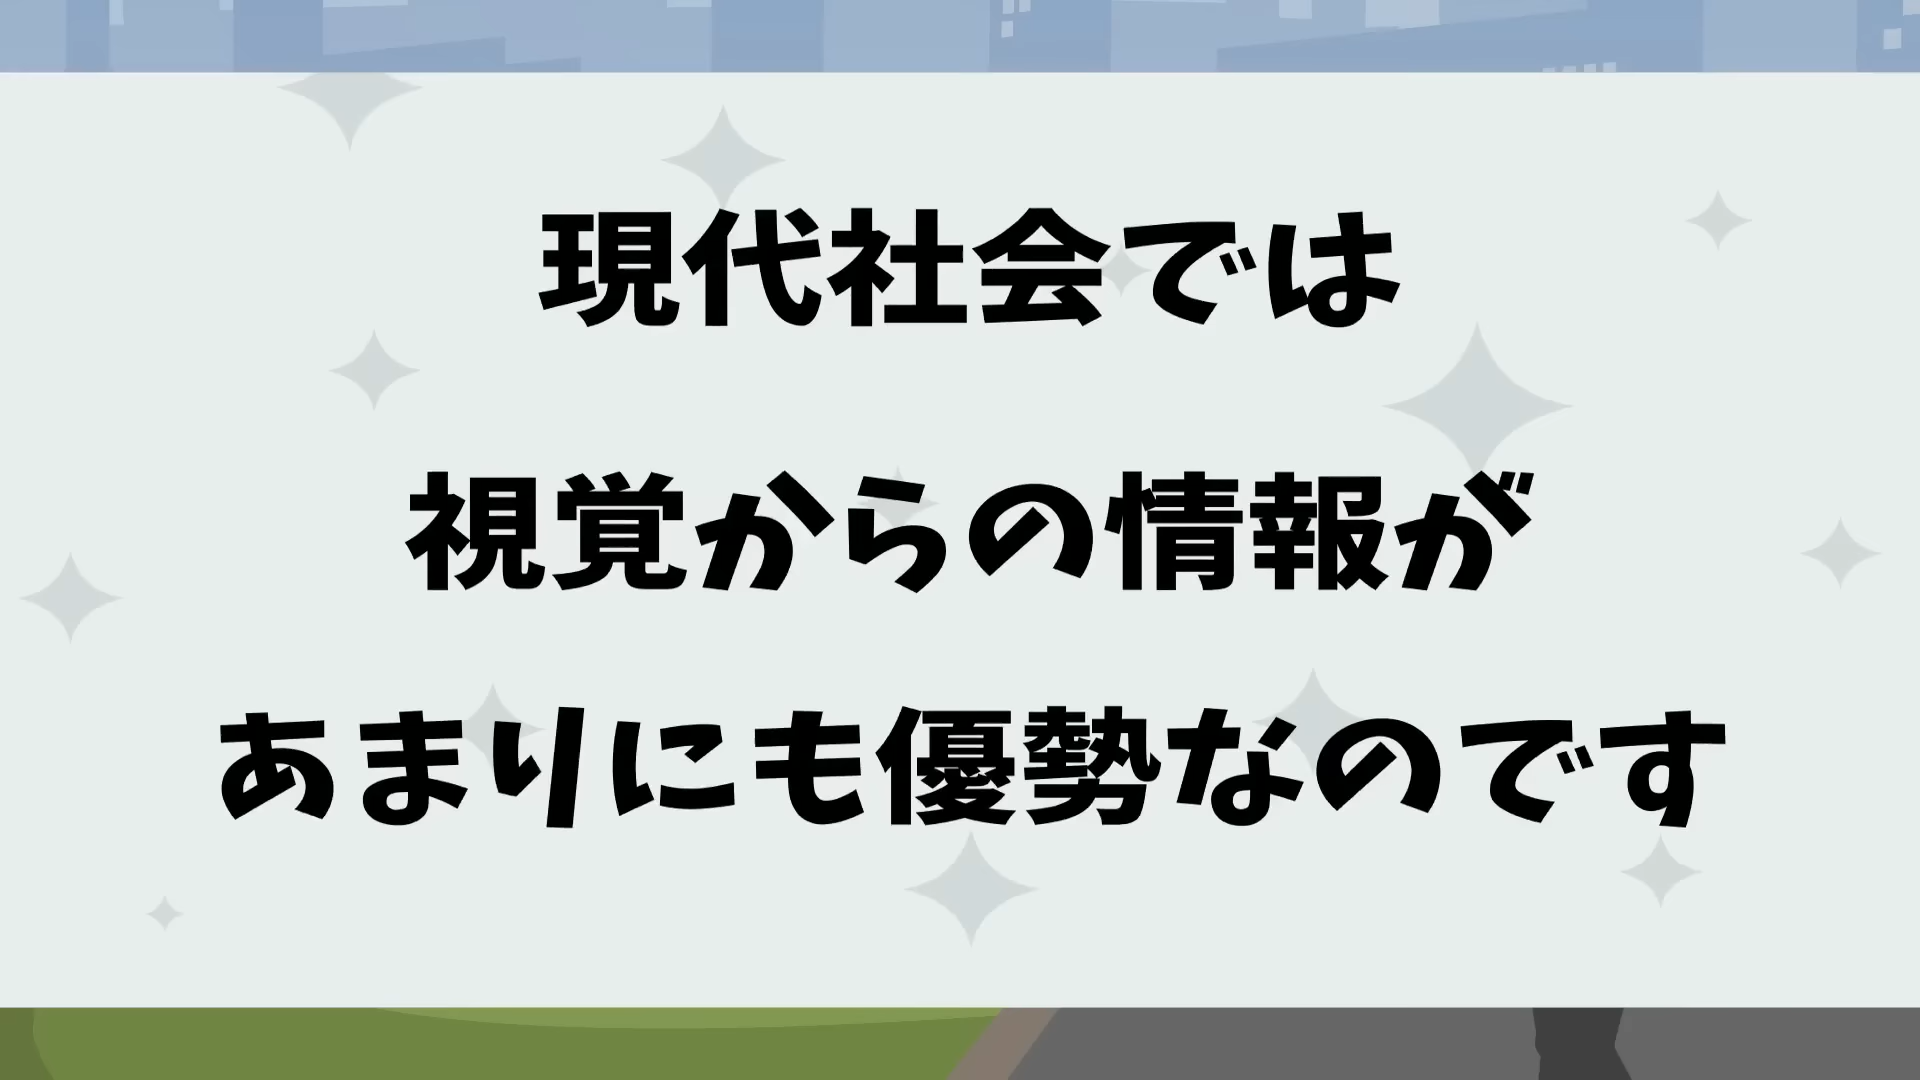 現代社会では
視覚からの情報が
あまりにも優勢なのです